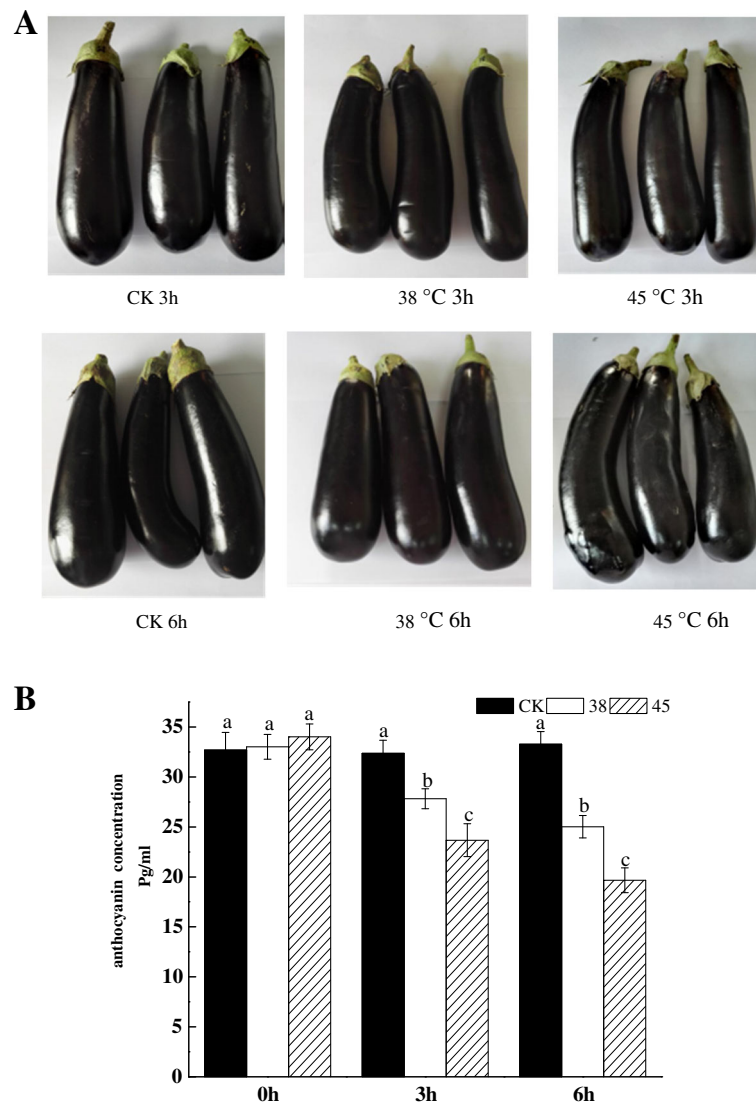 A
CK 3h
38 °C 3h
45 °C 3h
CK 6h
38 °C 6h
45 °C 6h
B
CK 38 45
anthocyanin concentration
Pg/ml
35
30
25
20
15
10
5
0
a a a
a b c
a b c
0h 3h 6h